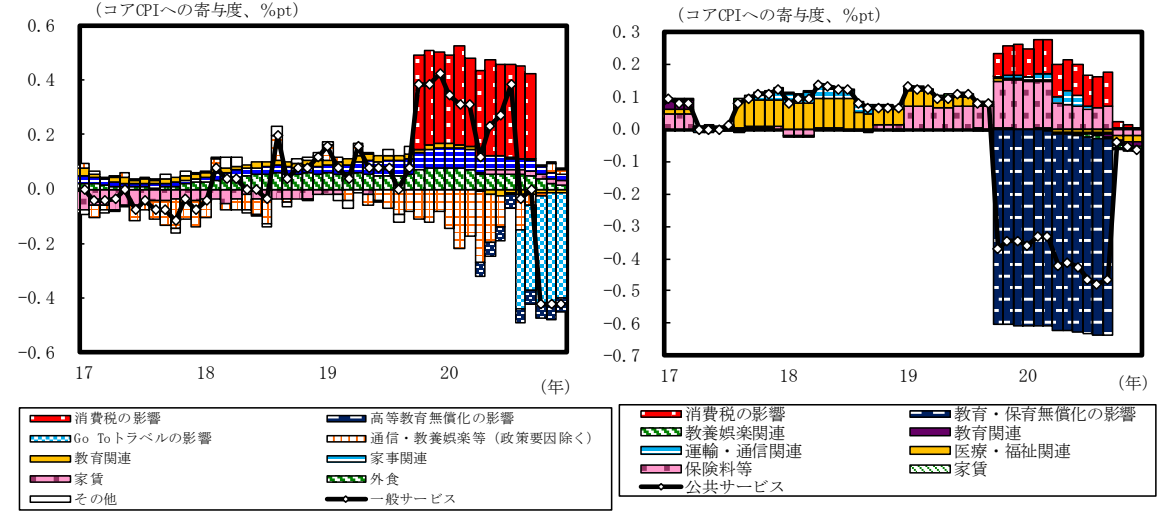 (コアCPIへの寄与度、%pt)
0.6
0.4
0.2
0.0
-0.2
-0.4
-0.6
17 18 19 20
(年)
消費税の影響 高等教育無償化の影響
Go Toトラベルの影響 通信・教養娯楽等（政策要因除く）
教育関連 家事関連
家賃 外食
その他 一般サービス
(コアCPIへの寄与度、%pt)
0.3
0.2
0.1
0.0
-0.1
-0.2
-0.3
-0.4
-0.5
-0.6
-0.7
17 18 19 20
(年)
消費税の影響 教育・保育無償化の影響
教養娯楽関連 教育関連
運輸・通信関連 医療・福祉関連
保険料等 家賃
公共サービス